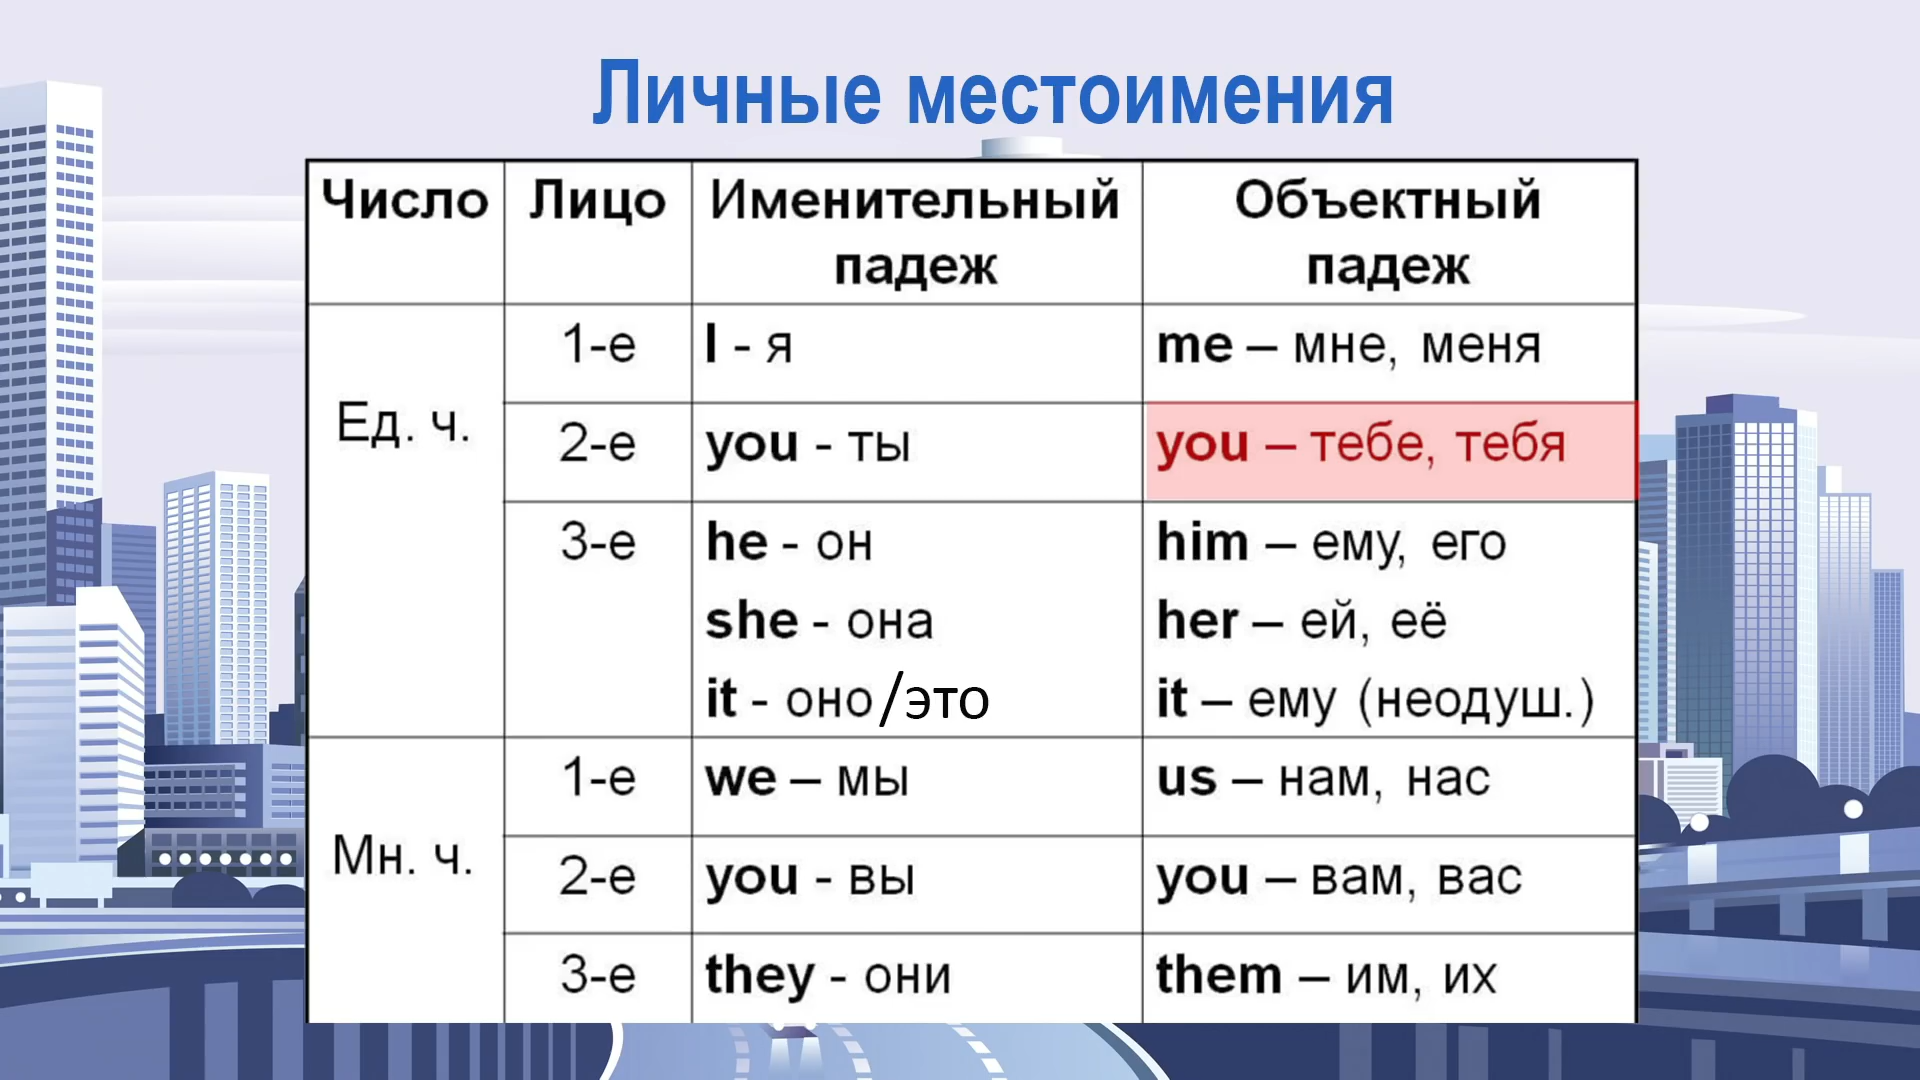 Личные местоимения
Число Лицо Именительный падеж Объектный падеж
Ед. ч.
1-е I - я me – мне, меня
2-е you - ты you – тебе, тебя
3-е he - он him – ему, его
she - она her – ей, её
it - оно/это it – ему (неодуш.)
Мн. ч.
1-е we – мы us – нам, нас
2-е you - вы you – вам, вас
3-е they - они them – им, их